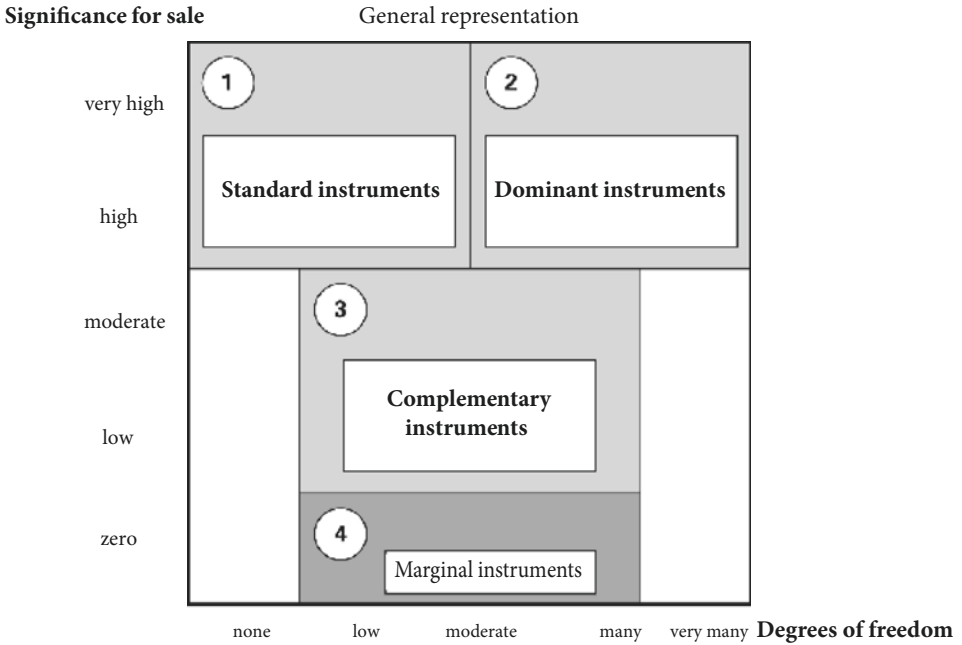 Significance for sale
General representation
1
2
very high
Standard instruments
Dominant instruments
high
3
moderate
Complementary
instruments
low
4
zero
Marginal instruments
none
low
moderate
many
very many
Degrees of freedom